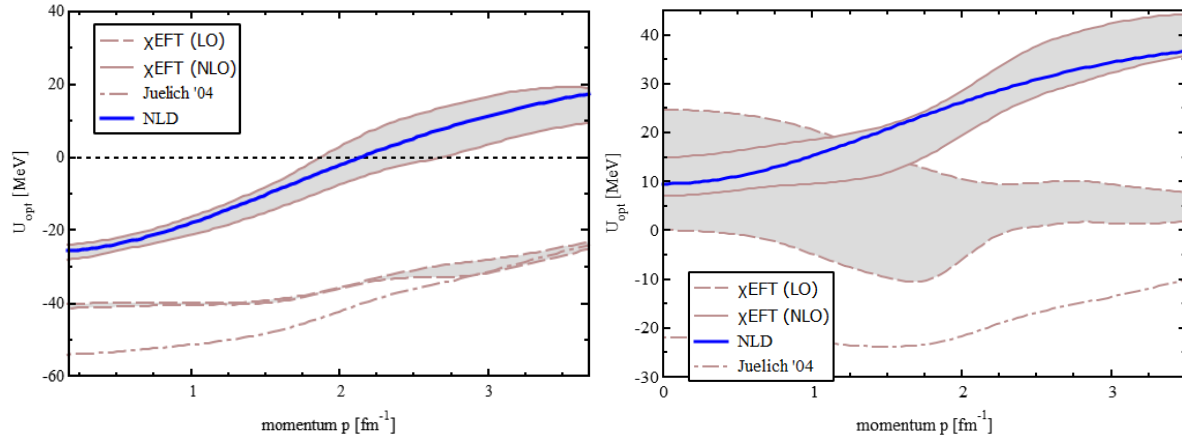 40
20
0
-20
-40
-60
U_opt [MeV]
χEFT (LO)
χEFT (NLO)
Juelich '04
NLD
1
2
3
momentum p [fm⁻¹]
40
30
20
10
0
-10
-20
-30
U_opt [MeV]
χEFT (LO)
χEFT (NLO)
NLD
Juelich '04
0
1
2
3
momentum p [fm⁻¹]